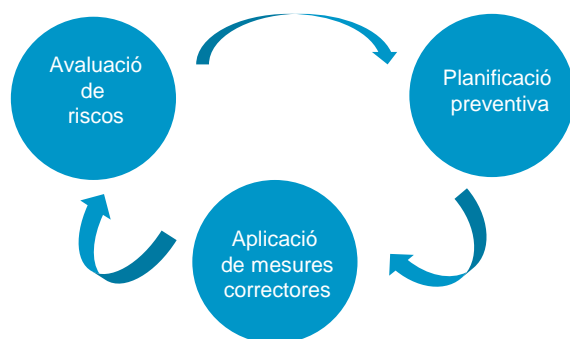 Avaluació
de
riscos
Planificació
preventiva
Aplicació
de mesures
correctores